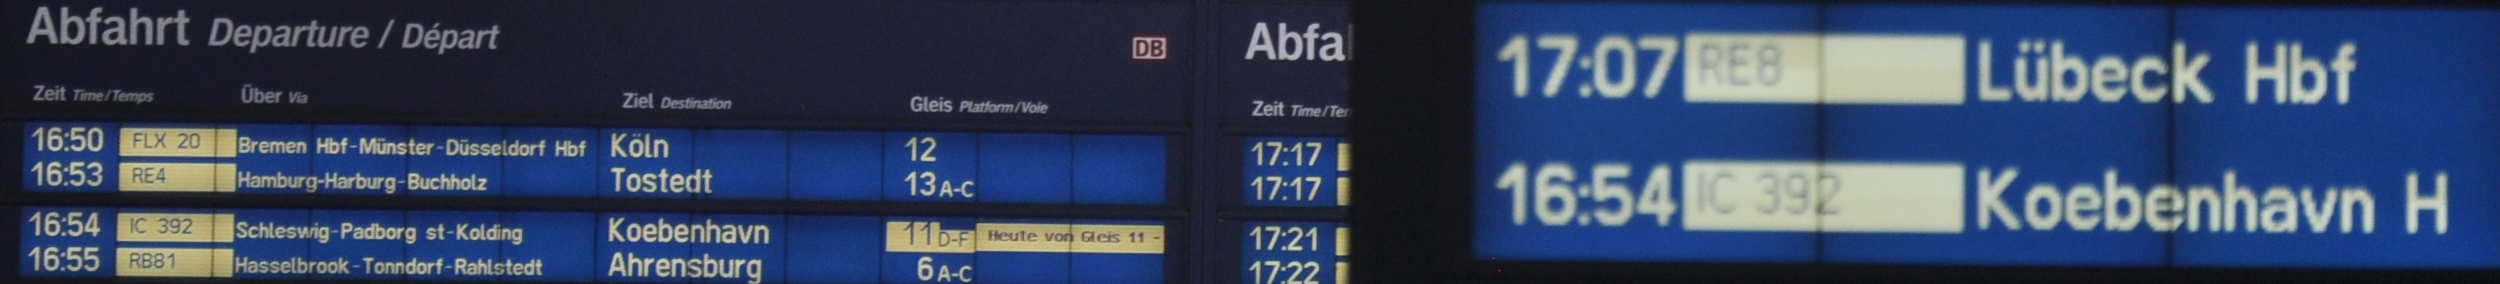 Abfahrt Departure / Départ
DB
Zeit Time/Temps Über Via Ziel Destination Gleis Platform/Voie
16:50 FLX 20 Bremen Hbf-Münster-Düsseldorf Hbf Köln 12
16:53 RE4 Hamburg-Harburg-Buchholz Tostedt 13 A-C
16:54 IC 392 Schleswig-Padborg st-Kolding Koebenhavn 11 D-F Heute von Gleis 11 -
16:55 RB81 Hasselbrook-Tonndorf-Rahlstedt Ahrensburg 6 A-C
Abfa
Zeit Time/Ter
17:17
17:17
17:21
17:22
17:07 RE8 Lübeck Hbf
16:54 IC 392 Koebenhavn H